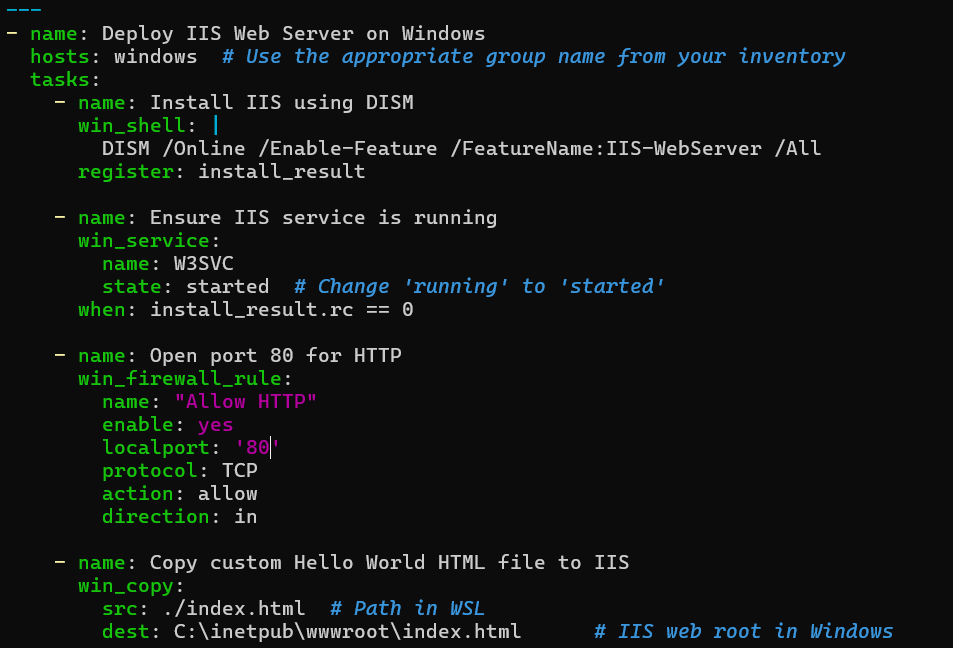 ---
- name: Deploy IIS Web Server on Windows
  hosts: windows  # Use the appropriate group name from your inventory
  tasks:
    - name: Install IIS using DISM
      win_shell: |
        DISM /Online /Enable-Feature /FeatureName:IIS-WebServer /All
      register: install_result

    - name: Ensure IIS service is running
      win_service:
        name: W3SVC
        state: started  # Change 'running' to 'started'
      when: install_result.rc == 0

    - name: Open port 80 for HTTP
      win_firewall_rule:
        name: "Allow HTTP"
        enable: yes
        localport: '80'
        protocol: TCP
        action: allow
        direction: in

    - name: Copy custom Hello World HTML file to IIS
      win_copy:
        src: ./index.html  # Path in WSL
        dest: C:\inetpub\wwwroot\index.html      # IIS web root in Windows